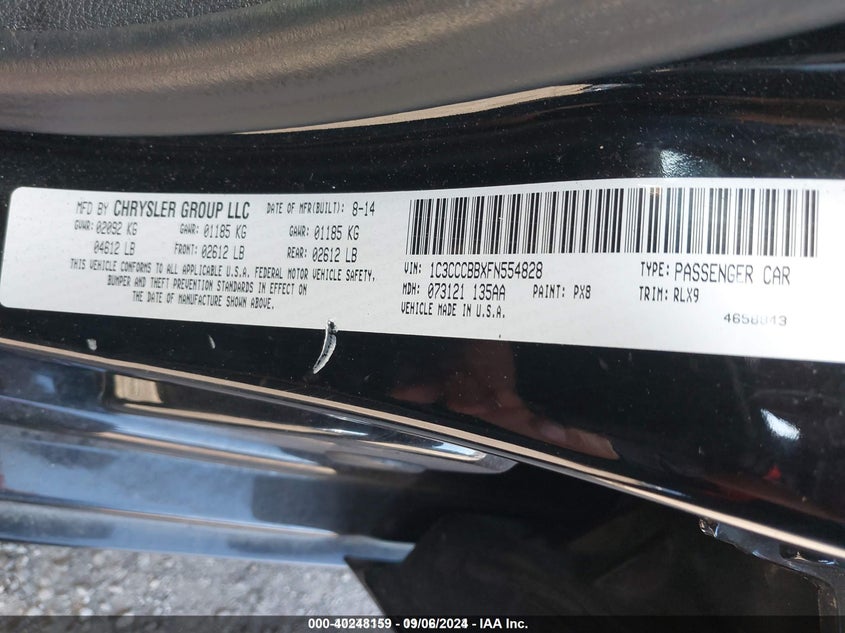 MFD BY CHRYSLER GROUP LLC DATE OF MFR(BUILT): 8-14
GVWR: 02092 KG GAWR: 01185 KG GAWR: 01185 KG
04612 LB FRONT: 02612 LB REAR: 02612 LB
THIS VEHICLE CONFORMS TO ALL APPLICABLE U.S.A. FEDERAL MOTOR VEHICLE SAFETY,
BUMPER AND THEFT PREVENTION STANDARDS IN EFFECT ON
THE DATE OF MANUFACTURE SHOWN ABOVE.
VIN: 1C3CCCBBXFN554828 TYPE: PASSENGER CAR
MDH: 073121 135AA PAINT: PX8 TRIM: RLX9
VEHICLE MADE IN U.S.A.
000-40248159 - 09/06/2024 - IAA Inc.